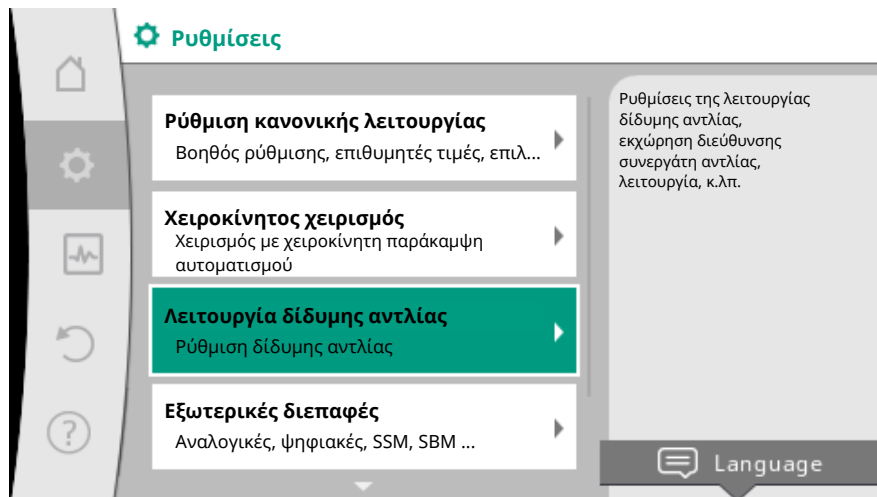 Ρυθμίσεις
Ρύθμιση κανονικής λειτουργίας
Βοηθός ρύθμισης, επιθυμητές τιμές, επιλ...
Χειροκίνητος χειρισμός
Χειρισμός με χειροκίνητη παράκαμψη
αυτοματισμού
Λειτουργία δίδυμης αντλίας
Ρύθμιση δίδυμης αντλίας
Εξωτερικές διεπαφές
Αναλογικές, ψηφιακές, SSM, SBM ...
Ρυθμίσεις της λειτουργίας
δίδυμης αντλίας,
εκχώρηση διεύθυνσης
συνεργάτη αντλίας,
λειτουργία, κ.λπ.
Language